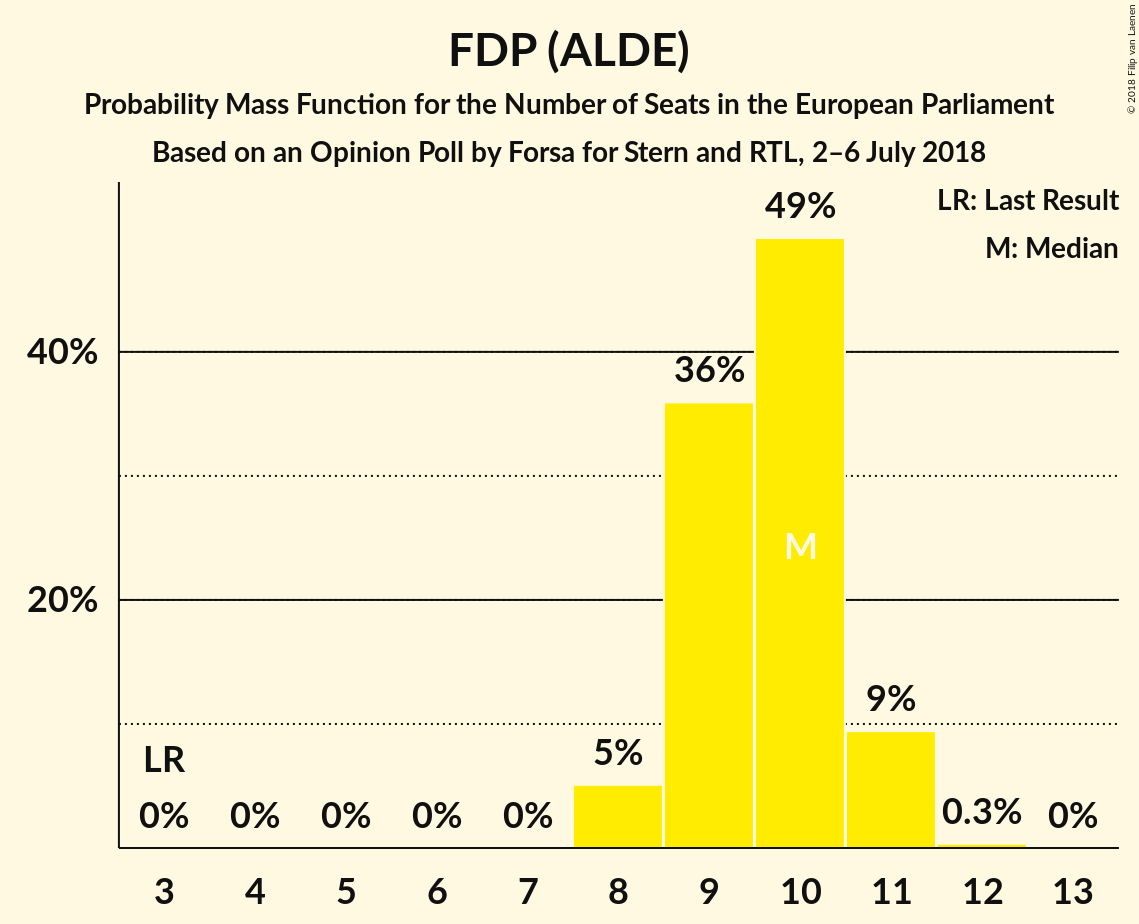 FDP (ALDE)
Probability Mass Function for the Number of Seats in the European Parliament
Based on an Opinion Poll by Forsa for Stern and RTL, 2–6 July 2018
© 2018 Filip van Laenen
LR: Last Result
M: Median
49%
40%
36%
M
20%
9%
5%
LR
0% 0% 0% 0% 0% 0.3% 0%
3 4 5 6 7 8 9 10 11 12 13